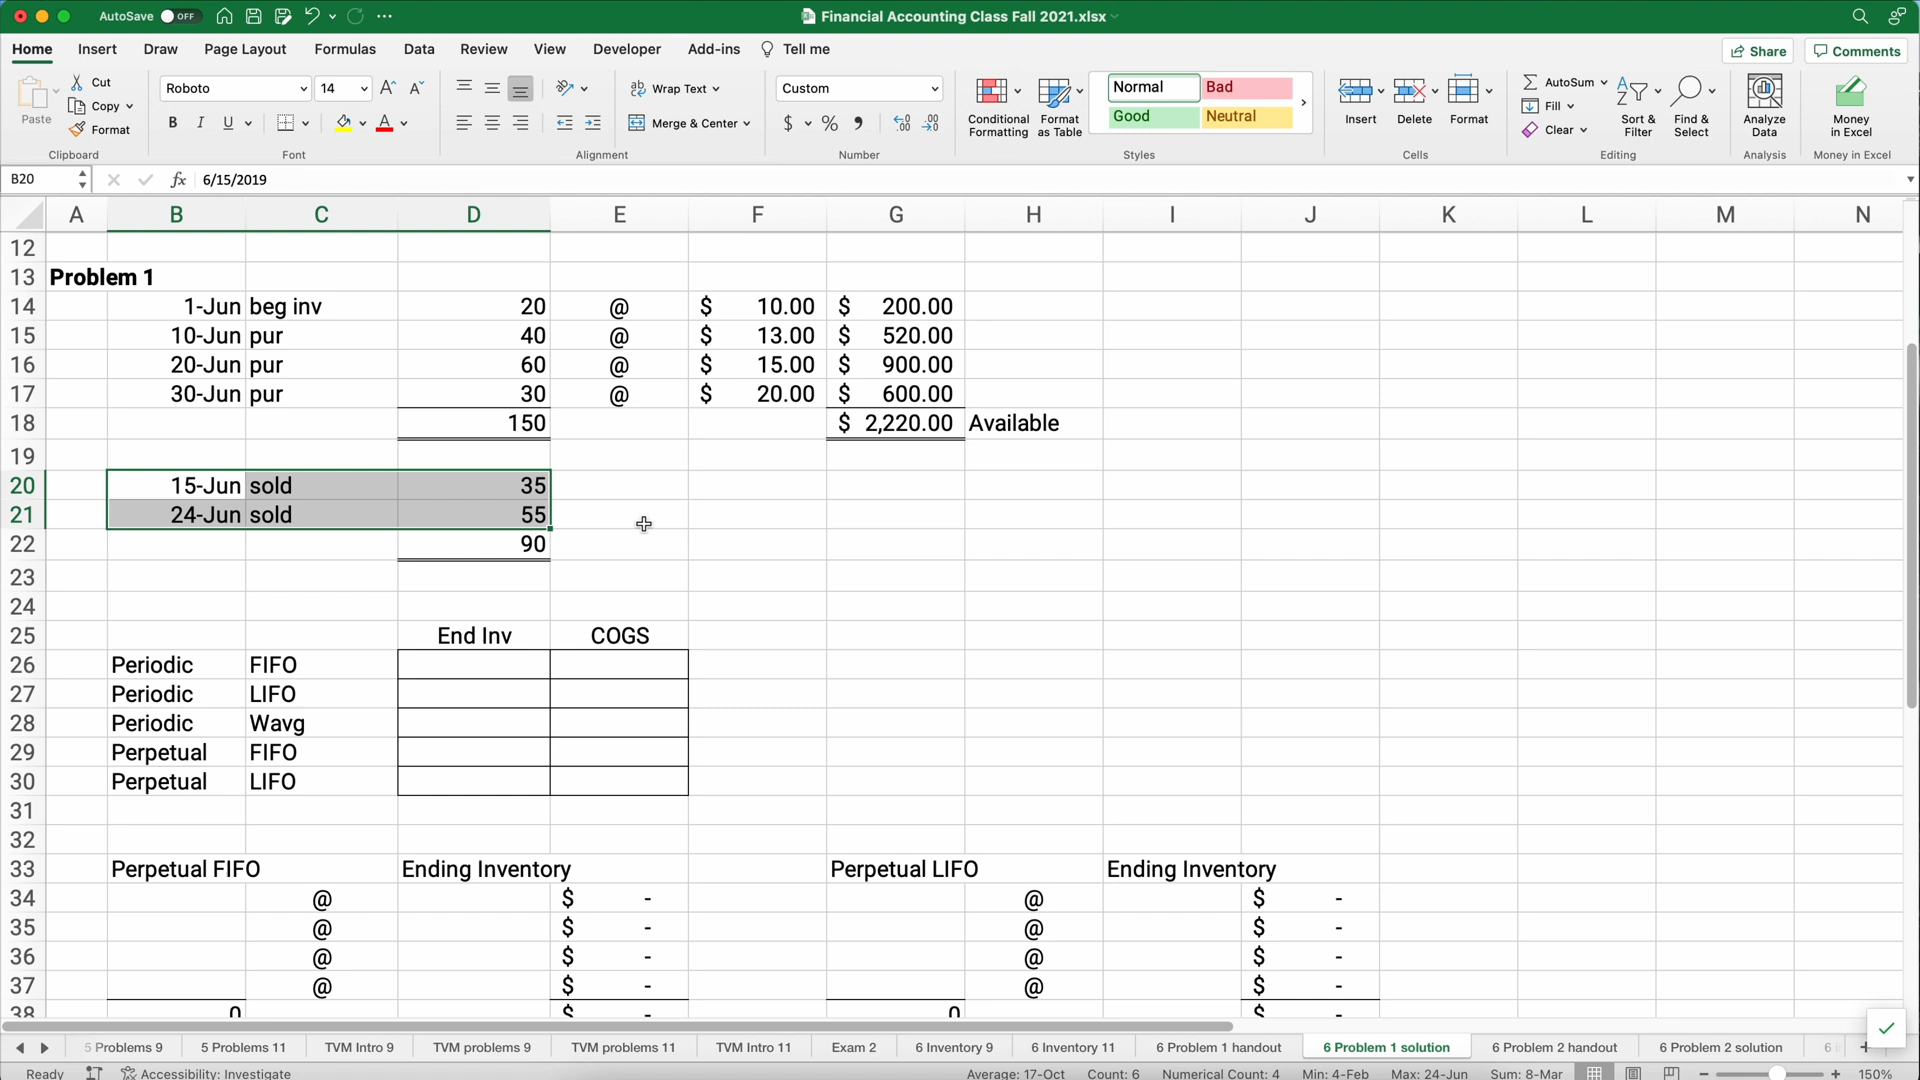 AutoSave OFF Financial Accounting Class Fall 2021.xlsx
Home Insert Draw Page Layout Formulas Data Review View Developer Add-ins Tell me Share Comments
Paste Cut Copy Format Clipboard
Roboto 14 B I U Font
Wrap Text Merge & Center Alignment
Custom $ % Number
Conditional Formatting Format as Table
Normal Bad Good Neutral Styles
Insert Delete Format Cells
AutoSum Fill Clear Sort & Filter Find & Select Editing
Analyze Data Analysis
Money in Excel Money in Excel
B20 fx 6/15/2019
A B C D E F G H I J K L M N
12
13 Problem 1
14 1-Jun beg inv 20 @ $ 10.00 $ 200.00
15 10-Jun pur 40 @ $ 13.00 $ 520.00
16 20-Jun pur 60 @ $ 15.00 $ 900.00
17 30-Jun pur 30 @ $ 20.00 $ 600.00
18 150 $ 2,220.00 Available
19
20 15-Jun sold 35
21 24-Jun sold 55
22 90
23
24
25 End Inv COGS
26 Periodic FIFO
27 Periodic LIFO
28 Periodic Wavg
29 Perpetual FIFO
30 Perpetual LIFO
31
32
33 Perpetual FIFO Ending Inventory Perpetual LIFO Ending Inventory
34 @ $ - @ $ -
35 @ $ - @ $ -
36 @ $ - @ $ -
37 @ $ - @ $ -
38 0 $ - 0 $ -
5 Problems 9 5 Problems 11 TVM Intro 9 TVM problems 9 TVM problems 11 TVM Intro 11 Exam 2 6 Inventory 9 6 Inventory 11 6 Problem 1 handout 6 Problem 1 solution 6 Problem 2 handout 6 Problem 2 solution 6
Ready Accessibility: Investigate Average: 17-Oct Count: 6 Numerical Count: 4 Min: 4-Feb Max: 24-Jun Sum: 8-Mar 150%